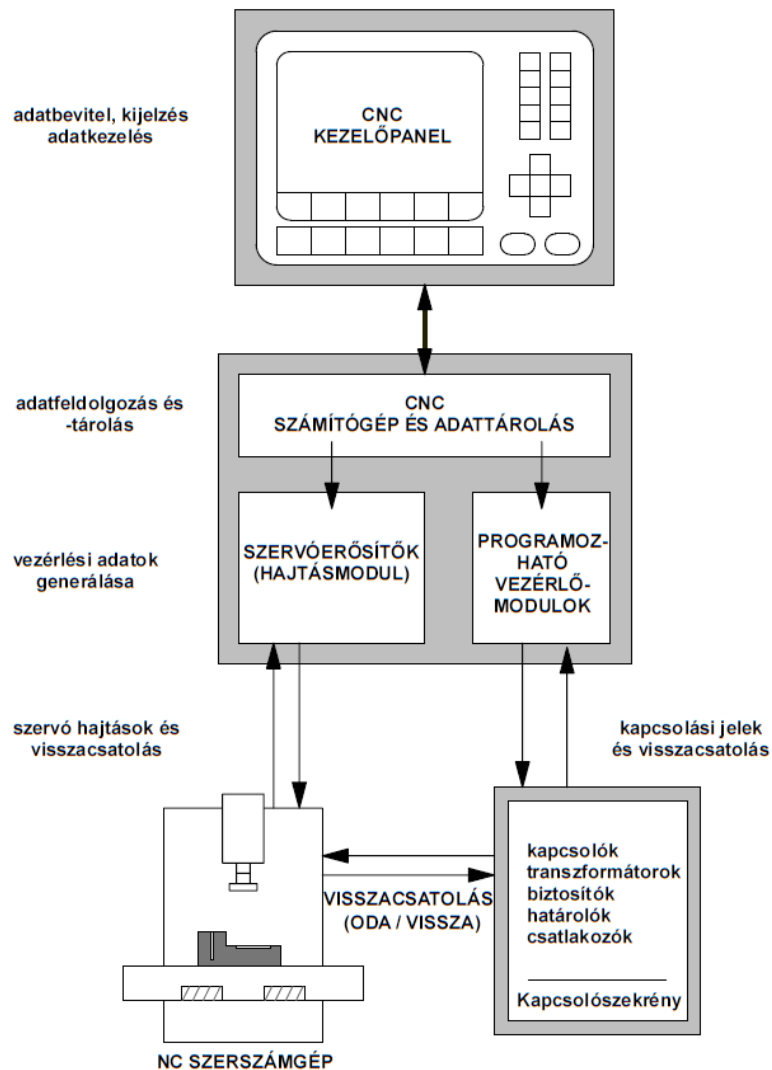 adatbevitel, kijelzés
adatkezelés
CNC
KEZELŐPANEL
adatfeldolgozás és
-tárolás
CNC
SZÁMÍTÓGÉP ÉS ADATTÁROLÁS
vezérlési adatok
generálása
SZERVÓERŐSÍTŐK
(HAJTÁSMODUL)
PROGRAMOZ-
HATÓ
VEZÉRLŐ-
MODULOK
szervó hajtások és
visszacsatolás
kapcsolási jelek
és visszacsatolás
VISSZACSATOLÁS
(ODA / VISSZA)
kapcsolók
transzformátorok
biztosítók
határolók
csatlakozók
Kapcsolószekrény
NC SZERSZÁMGÉP